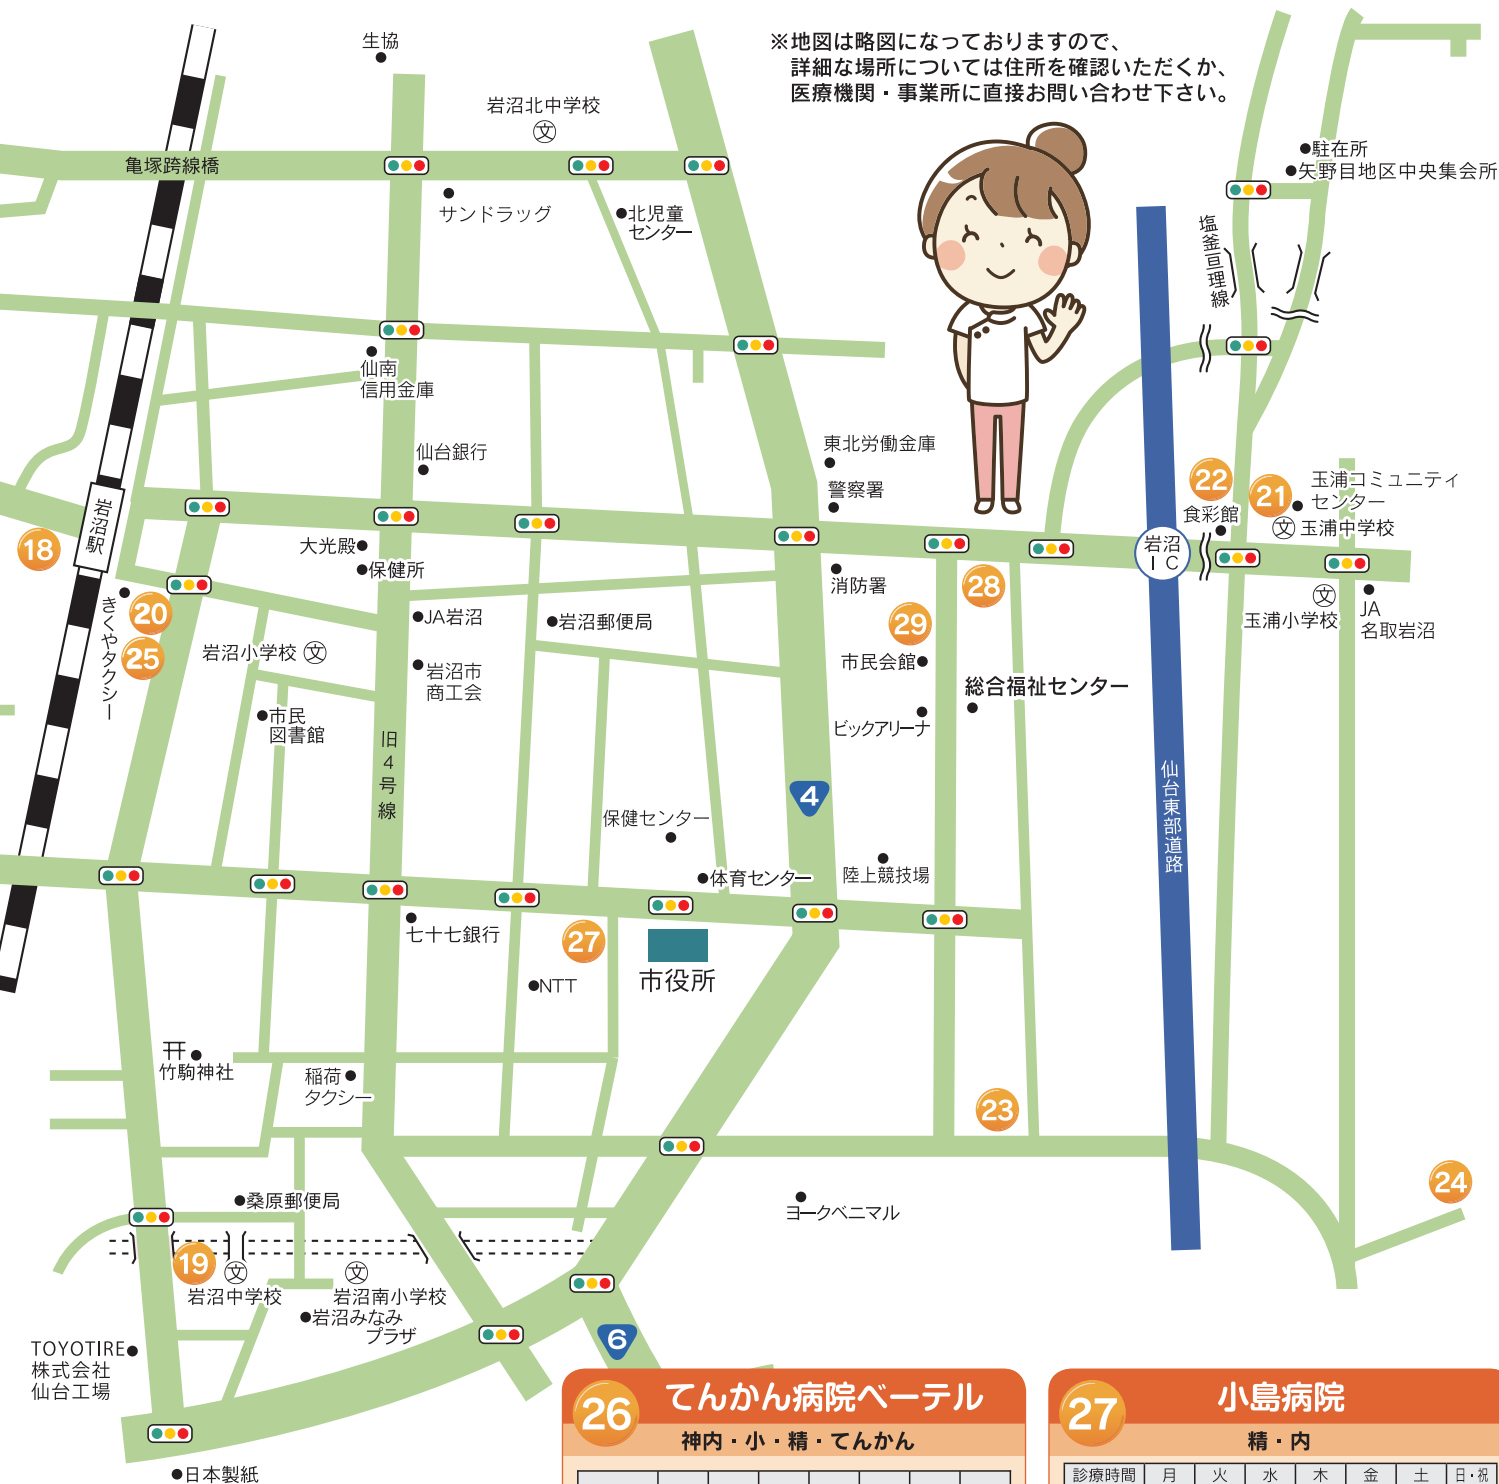 ※地図は略図になっておりますので、
詳細な場所については住所を確認いただくか、
医療機関・事業所に直接お問い合わせ下さい。
生協
岩沼北中学校
文
亀塚跨線橋
サンドラッグ
●北児童
センター
●駐在所
●矢野目地区中央集会所
塩釜亘理線
仙南
信用金庫
仙台銀行
東北労働金庫
警察署
22
21
玉浦コミュニティ
センター
食彩館
文 玉浦中学校
岩沼駅
18
大光殿●
●保健所
岩沼
IC
消防署
28
文
玉浦小学校
JA
名取岩沼
きくやタクシー
20
25
●JA岩沼
●岩沼郵便局
29
岩沼小学校 文
岩沼市
商工会
市民会館●
総合福祉センター
●市民
図書館
ビックアリーナ
旧4号線
仙台東部道路
4
保健センター
●体育センター
陸上競技場
七十七銀行
27
●NTT
市役所
竹駒神社
稲荷●
タクシー
23
24
●桑原郵便局
ヨークベニマル
19
文
岩沼中学校
文
岩沼南小学校
●岩沼みなみ
プラザ
TOYOTIRE●
株式会社
仙台工場
6
●日本製紙
26
てんかん病院ベーテル
神内・小・精・てんかん
27
小島病院
精・内
診療時間 月 火 水 木 金 土 日・祝